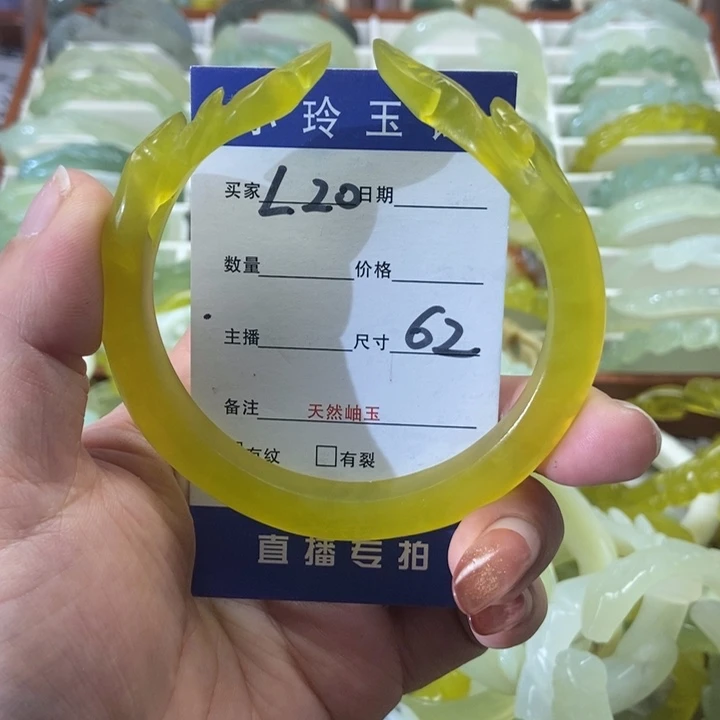 小玲玉
买家 L20 日期
数量 价格
主播 尺寸 62
备注 天然岫玉
有纹 □有裂
直播专拍